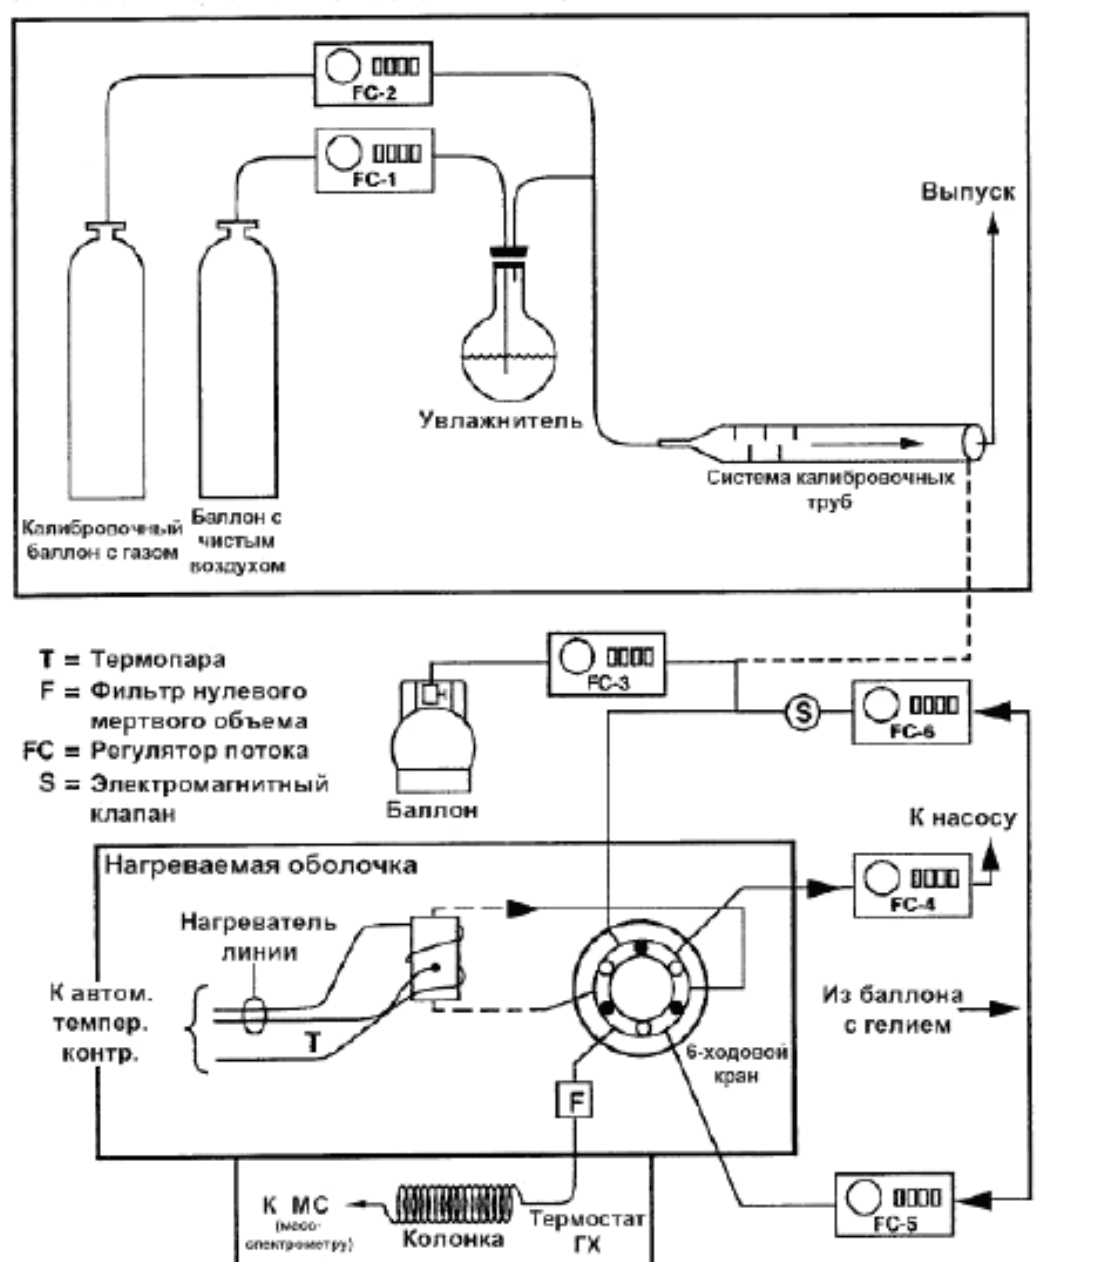 FC-2
FC-1
Выпуск
Увлажнитель
Система калибровочных
труб
Калибровочный
баллон с газом
Баллон с
чистым
воздухом
T = Термопара
F = Фильтр нулевого
мертвого объема
FC = Регулятор потока
S = Электромагнитный
клапан
FC-3
S
FC-6
Баллон
К насосу
FC-4
Нагреваемая оболочка
Нагреватель
линии
К автом.
темпер.
контр.
T
Из баллона
с гелием
6-ходовой
кран
F
К МС
(масс-
спектрометру)
Колонка
Термостат
ГХ
FC-5